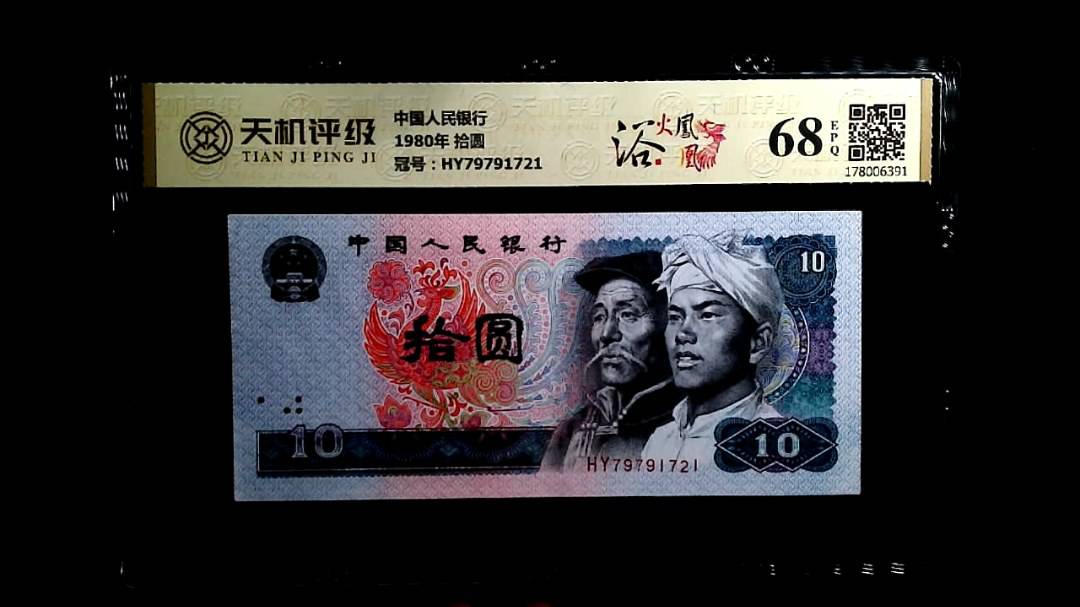 天机评级
TIAN JI PING JI
中国人民银行
1980年 拾圆
冠号：HY79791721
浴火凤凰
68 EPQ
178006391
中国人民银行
10
拾圆
10
10
HY79791721